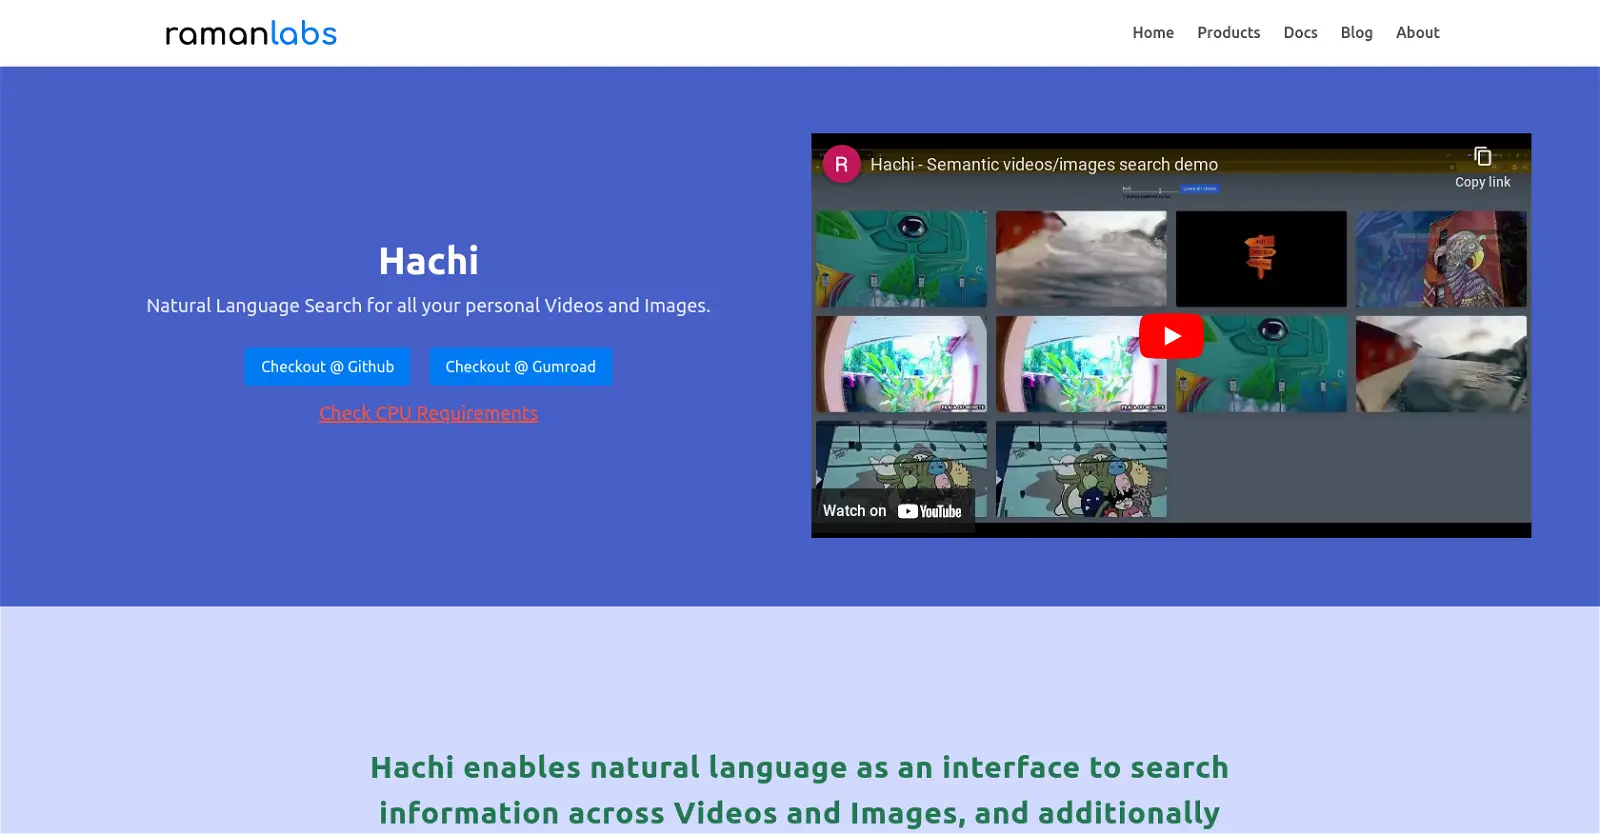 ramanlabs
Home Products Docs Blog About
Hachi
Natural Language Search for all your personal Videos and Images.
Checkout @ Github Checkout @ Gumroad
Check CPU Requirements
R Hachi - Semantic videos/images search demo
Copy link
Watch on YouTube
Hachi enables natural language as an interface to search
information across Videos and Images, and additionally